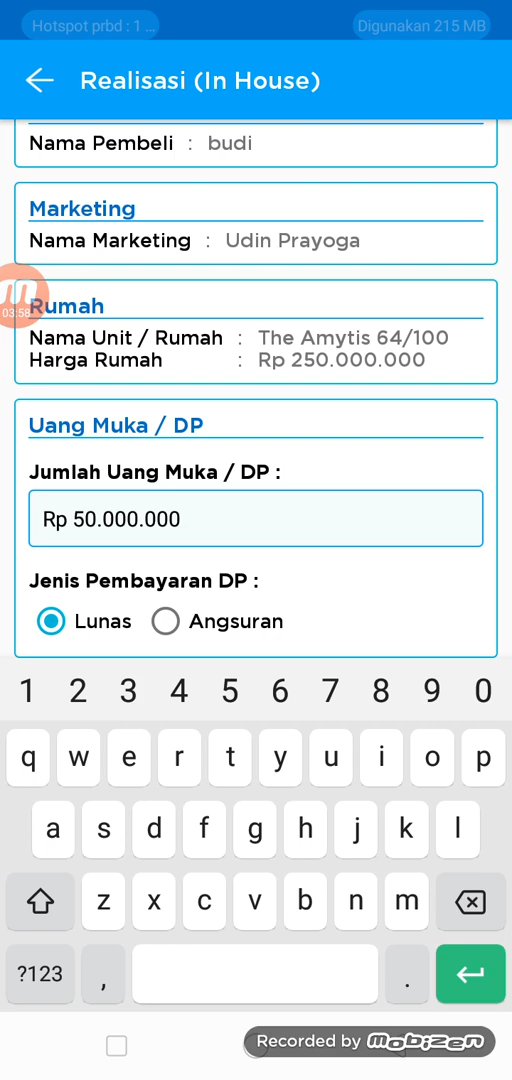 Hotspot prbd : 1 ...
Digunakan 215 MB
Realisasi (In House)
Nama Pembeli : budi
Marketing
Nama Marketing : Udin Prayoga
03:58
Rumah
Nama Unit / Rumah : The Amytis 64/100
Harga Rumah : Rp 250.000.000
Uang Muka / DP
Jumlah Uang Muka / DP :
Rp 50.000.000
Jenis Pembayaran DP :
Lunas Angsuran
1 2 3 4 5 6 7 8 9 0
q w e r t y u i o p
a s d f g h j k l
z x c v b n m
?123 , .
Recorded by mobizen